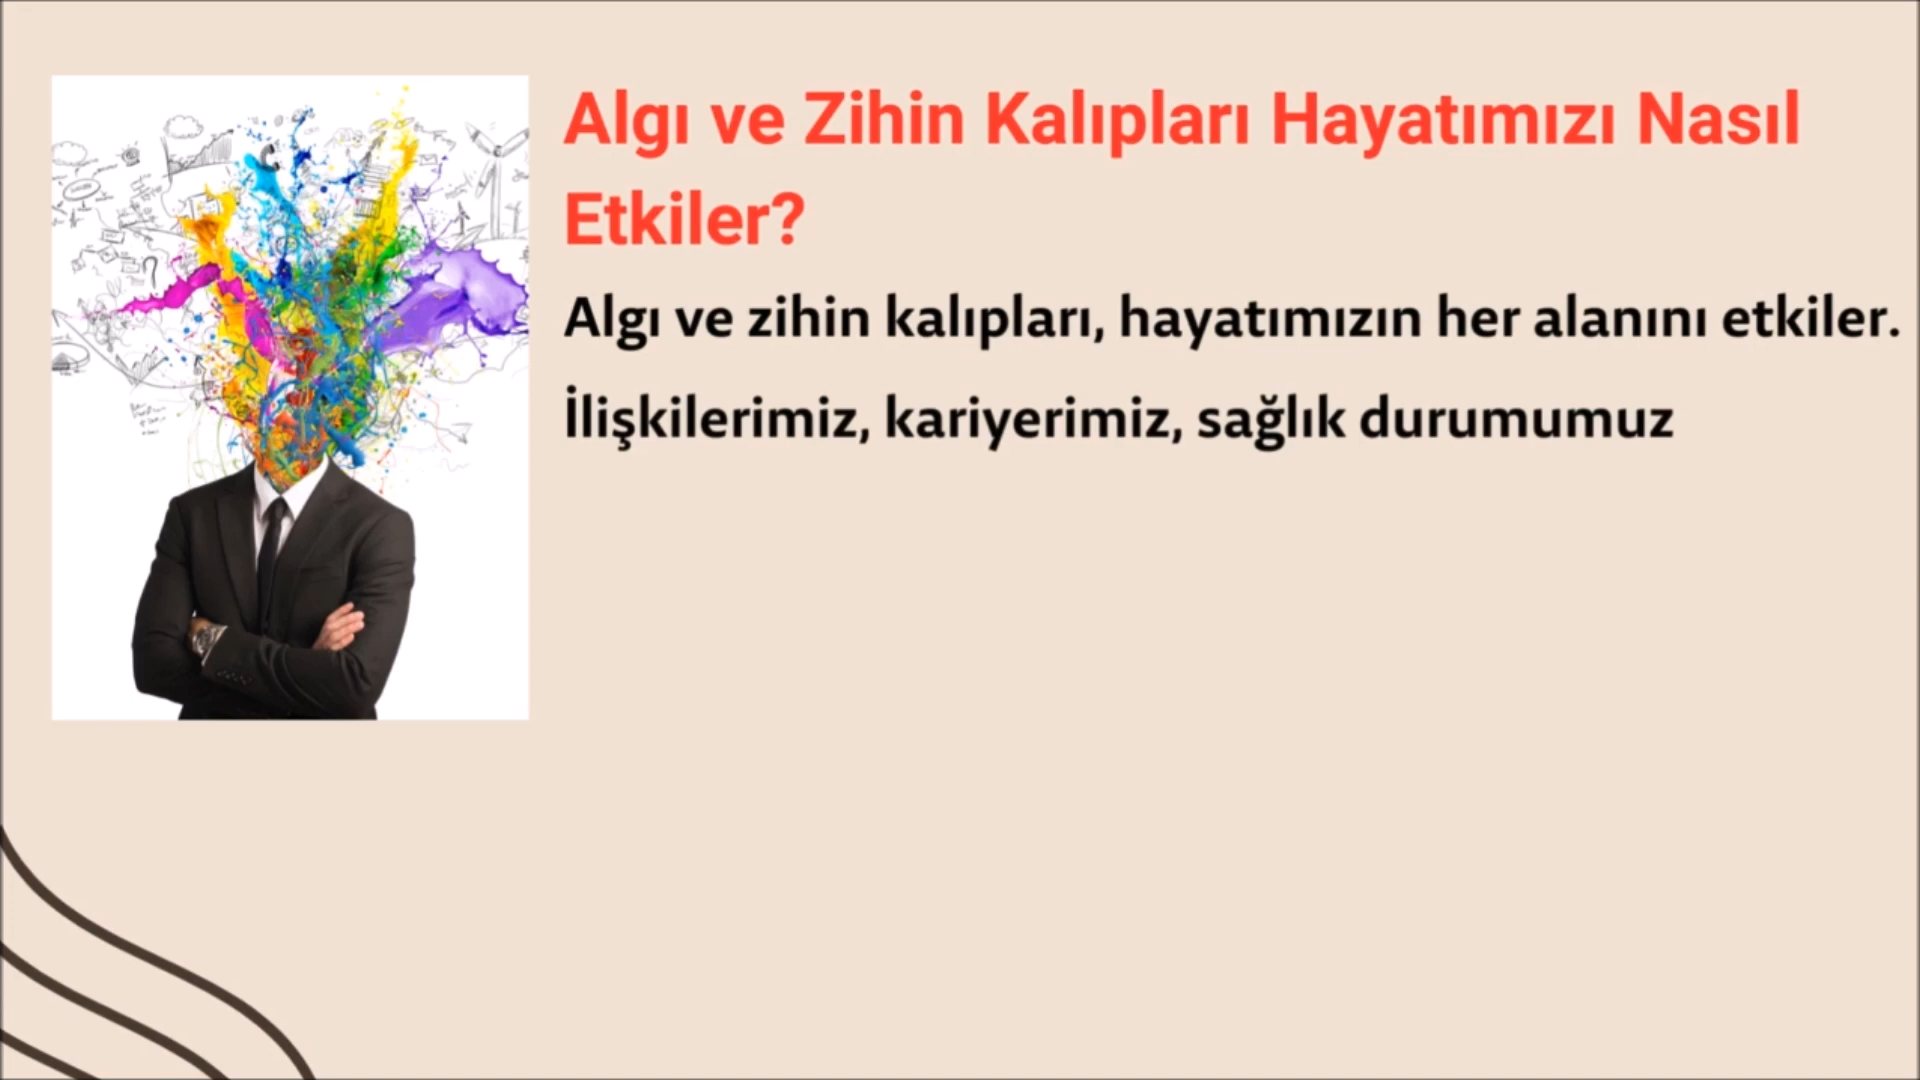 Algı ve Zihin Kalıpları Hayatımızı Nasıl
Etkiler?
Algı ve zihin kalıpları, hayatımızın her alanını etkiler.
İlişkilerimiz, kariyerimiz, sağlık durumumuz